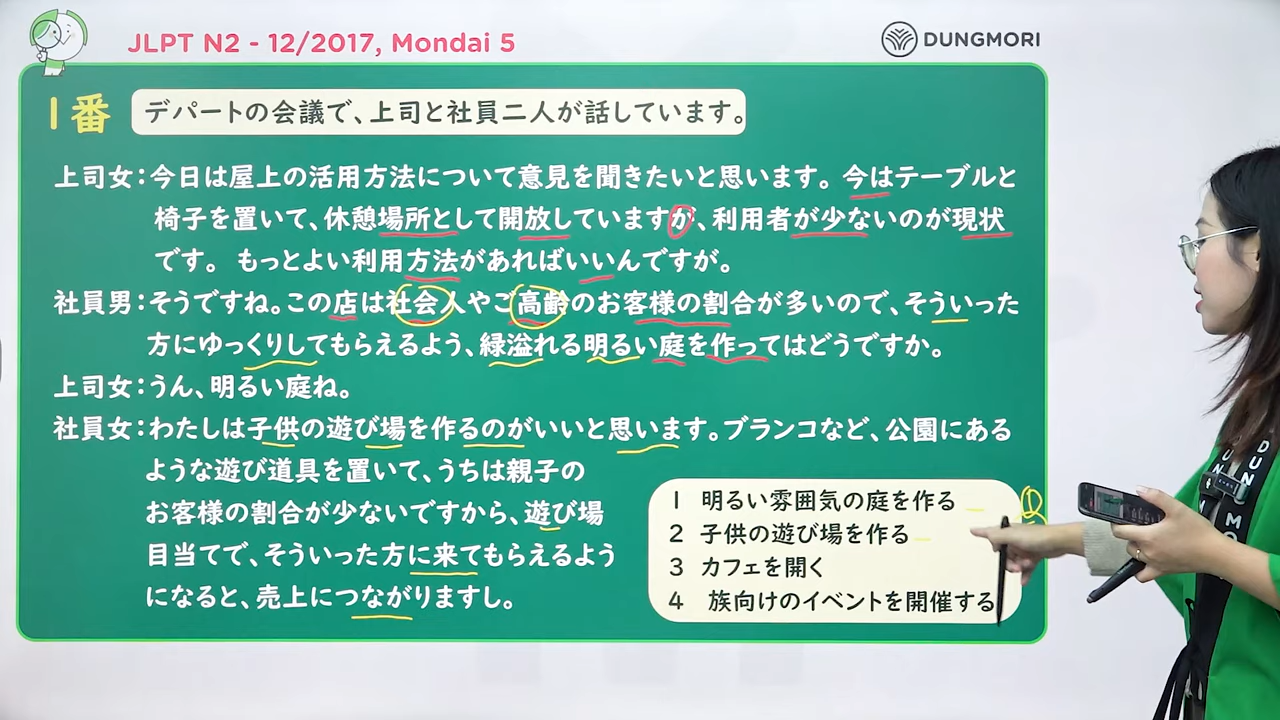 JLPT N2 - 12/2017, Mondai 5
DUNGMORI
1番
デパートの会議で、上司と社員二人が話しています。
上司女：今日は屋上の活用方法について意見を聞きたいと思います。今はテーブルと
椅子を置いて、休憩場所として開放していますが、利用者が少ないのが現状
です。もっとよい利用方法があればいいんですが。
社員男：そうですね。この店は社会人やご高齢のお客様の割合が多いので、そういった
方にゆっくりしてもらえるよう、緑溢れる明るい庭を作ってはどうですか。
上司女：うん、明るい庭ね。
社員女：わたしは子供の遊び場を作るのがいいと思います。ブランコなど、公園にある
ような遊び道具を置いて、うちは親子の
お客様の割合が少ないですから、遊び場
目当てで、そういった方に来てもらえるよう
になると、売上につながりますし。
1 明るい雰囲気の庭を作る
2 子供の遊び場を作る
3 カフェを開く
4 族向けのイベントを開催する